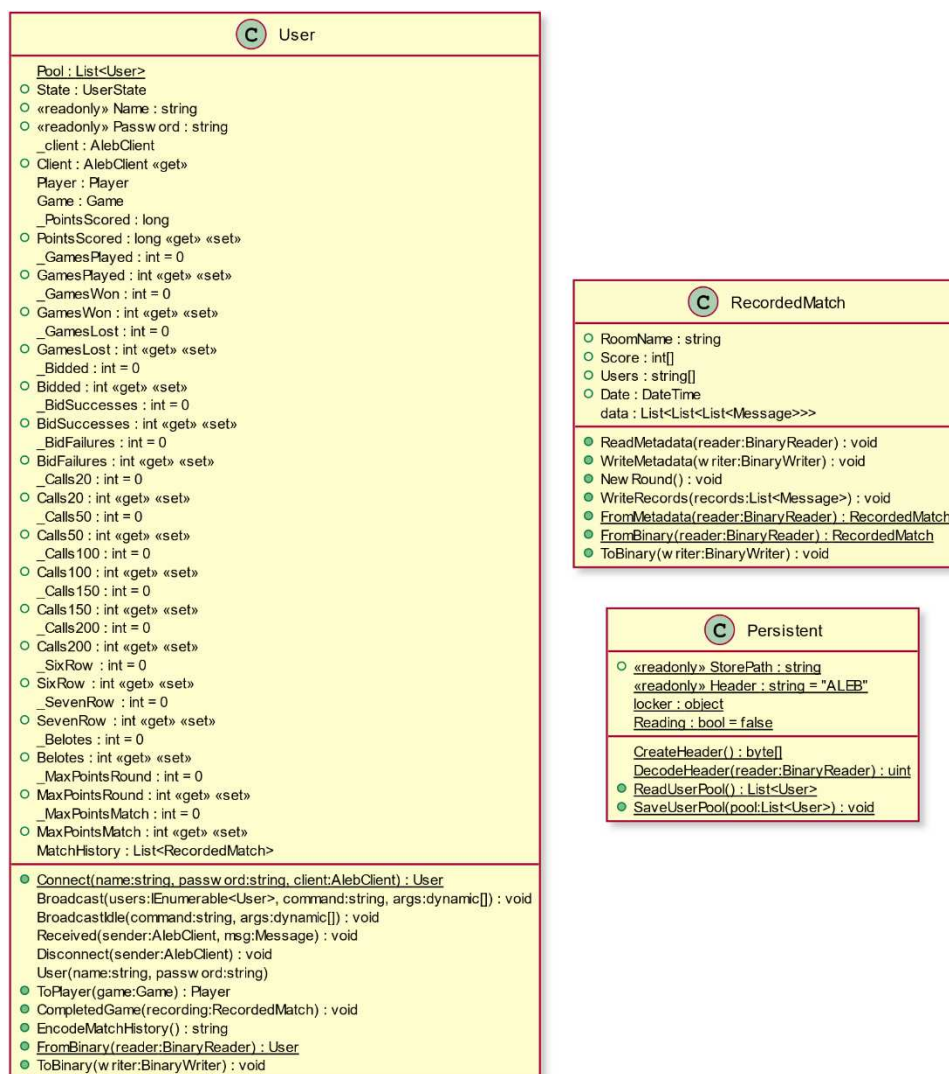 C User
Pool : List<User>
State : UserState
«readonly» Name : string
«readonly» Password : string
_client : AlebClient
Client : AlebClient «get»
Player : Player
Game : Game
_PointsScored : long
PointsScored : long «get» «set»
_GamesPlayed : int = 0
GamesPlayed : int «get» «set»
_GamesWon : int = 0
GamesWon : int «get» «set»
_GamesLost : int = 0
GamesLost : int «get» «set»
_Bidded : int = 0
Bidded : int «get» «set»
_BidSuccesses : int = 0
BidSuccesses : int «get» «set»
_BidFailures : int = 0
BidFailures : int «get» «set»
_Calls20 : int = 0
Calls20 : int «get» «set»
_Calls50 : int = 0
Calls50 : int «get» «set»
_Calls100 : int = 0
Calls100 : int «get» «set»
_Calls150 : int = 0
Calls150 : int «get» «set»
_Calls200 : int = 0
Calls200 : int «get» «set»
_SixRow : int = 0
SixRow : int «get» «set»
_SevenRow : int = 0
SevenRow : int «get» «set»
_Belotes : int = 0
Belotes : int «get» «set»
_MaxPointsRound : int = 0
MaxPointsRound : int «get» «set»
_MaxPointsMatch : int = 0
MaxPointsMatch : int «get» «set»
MatchHistory : List<RecordedMatch>
Connect(name:string, password:string, client:AlebClient) : User
Broadcast(users:IEnumerable<User>, command:string, args:dynamic[]) : void
BroadcastIdle(command:string, args:dynamic[]) : void
Received(sender:AlebClient, msg:Message) : void
Disconnect(sender:AlebClient) : void
User(name:string, password:string)
ToPlayer(game:Game) : Player
CompletedGame(recording:RecordedMatch) : void
EncodeMatchHistory() : string
FromBinary(reader:BinaryReader) : User
ToBinary(writer:BinaryWriter) : void
C RecordedMatch
RoomName : string
Score : int[]
Users : string[]
Date : DateTime
data : List<List<List<Message>>>
ReadMetadata(reader:BinaryReader) : void
WriteMetadata(writer:BinaryWriter) : void
NewRound() : void
WriteRecords(records:List<Message>) : void
FromMetadata(reader:BinaryReader) : RecordedMatch
FromBinary(reader:BinaryReader) : RecordedMatch
ToBinary(writer:BinaryWriter) : void
C Persistent
«readonly» StorePath : string
«readonly» Header : string = "ALEB"
locker : object
Reading : bool = false
CreateHeader() : byte[]
DecodeHeader(reader:BinaryReader) : uint
ReadUserPool() : List<User>
SaveUserPool(pool:List<User>) : void